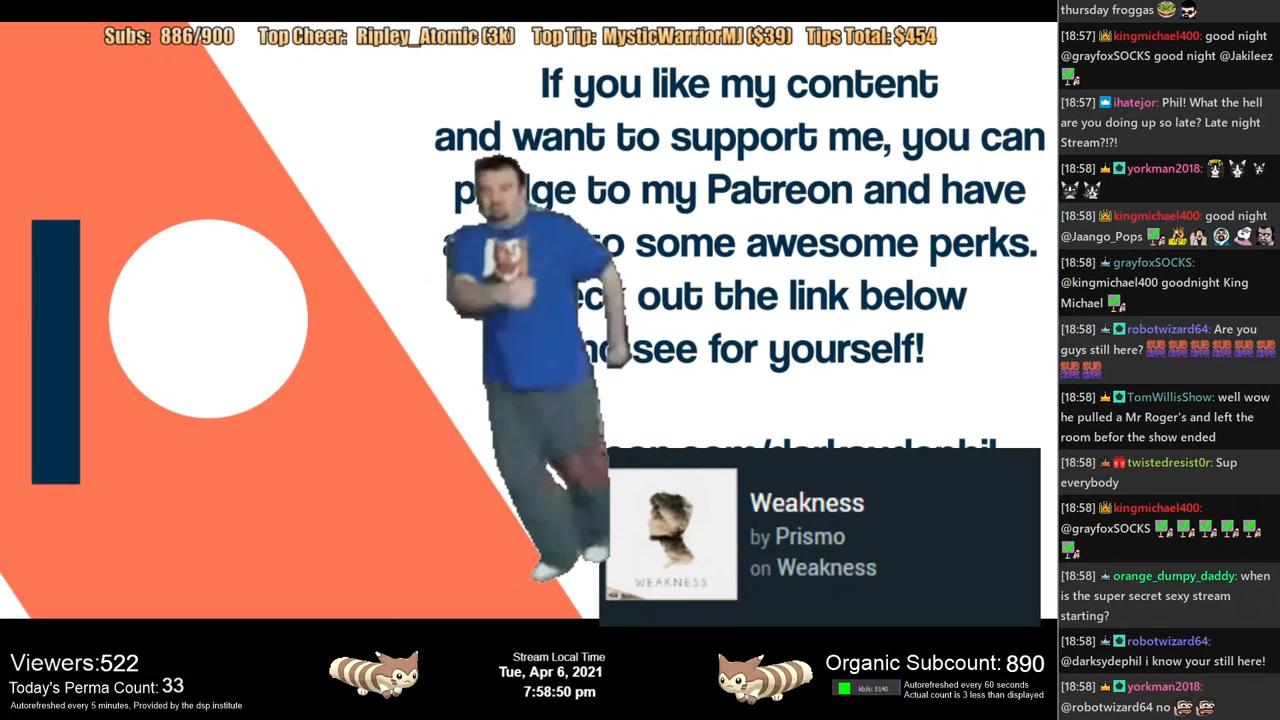 Subs: 886/900 Top Cheer: Ripley_Atomic (3k) Top Tip: MysticWarriorMJ ($39) Tips Total: $454
If you like my content
and want to support me, you can
to my Patreon and have
to some awesome perks.
out the link below
see for yourself!
Weakness
by Prismo
on Weakness
WEAKNESS
Viewers:522
Today's Perma Count: 33
Autorefreshed every 5 minutes, Provided by the dsp institute
Stream Local Time
Tue, Apr 6, 2021
7:58:50 pm
Organic Subcount: 890
kb/s: 5140
Autorefreshed every 60 seconds
Actual count is 3 less than displayed
thursday froggas
[18:57] kingmichael400: good night
@grayfoxSOCKS good night @Jakileez
[18:57] ihatejor: Phil! What the hell
are you doing up so late? Late night
Stream?!?!
[18:58] yorkman2018:
[18:58] kingmichael400: good night
@Jaango_Pops
[18:58] grayfoxSOCKS:
@kingmichael400 goodnight King
Michael
[18:58] robotwizard64: Are you
guys still here?
[18:58] TomWillisShow: well wow
he pulled a Mr Roger's and left the
room befor the show ended
[18:58] twistedresist0r: Sup
everybody
[18:58] kingmichael400:
@grayfoxSOCKS
[18:58] orange_dumpy_daddy: when
is the super secret sexy stream
starting?
[18:58] robotwizard64:
@darksydephil i know your still here!
[18:58] yorkman2018:
@robotwizard64 no